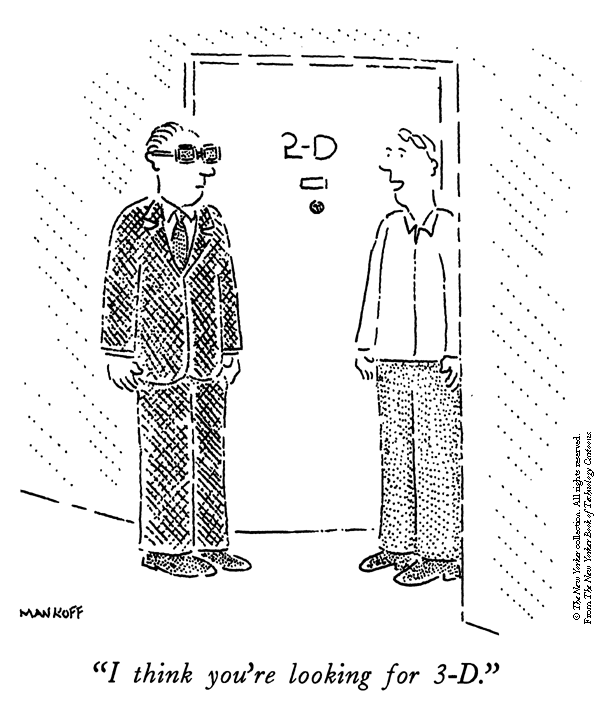 2-D
MANKOFF
"I think you're looking for 3-D."
© The New Yorker collection. All rights reserved.
From The New Yorker Book of Technology Cartoons